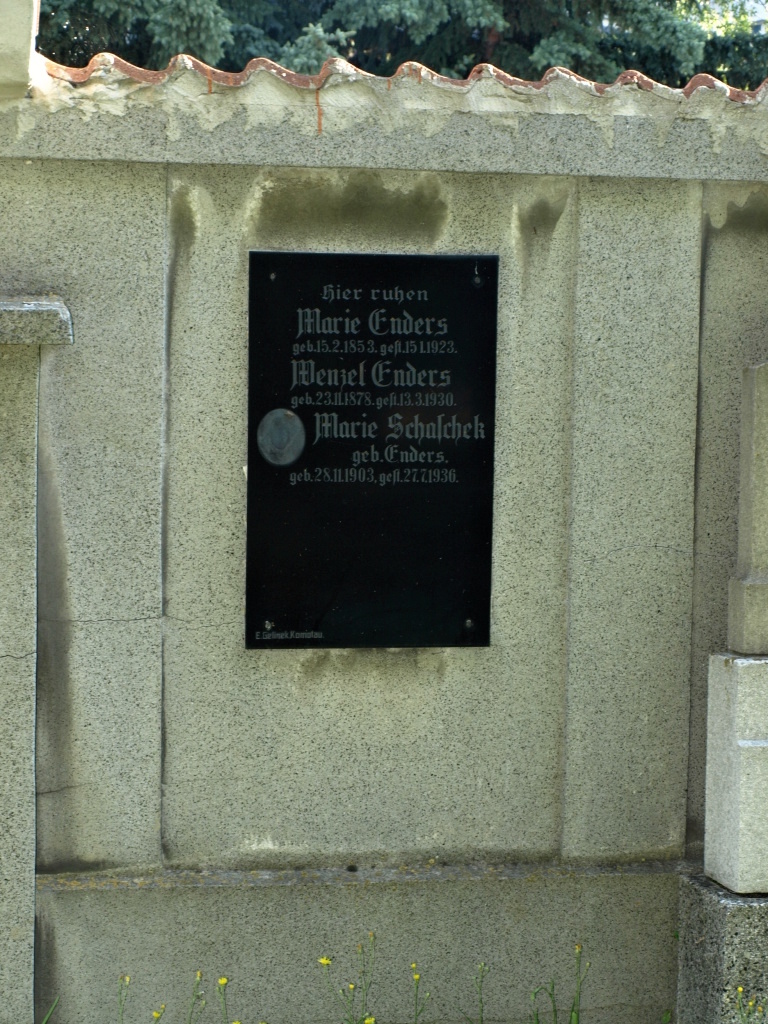 Hier ruhen
Marie Enders
geb. 15.2.1853. gest. 15.1.1923.
Wenzel Enders
geb. 23.11.1878. gest. 13.3.1930.
Marie Schaschek
geb. Enders.
geb. 28.11.1903, gest. 27.7.1936.
Komotau.